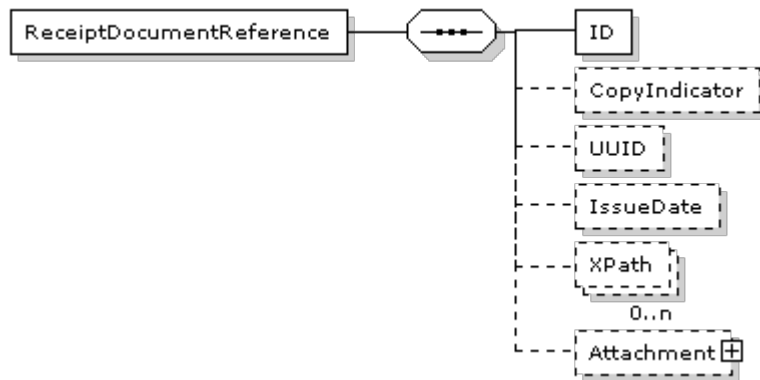 ReceiptDocumentReference
ID
CopyIndicator
UUID
IssueDate
XPath
0..n
Attachment